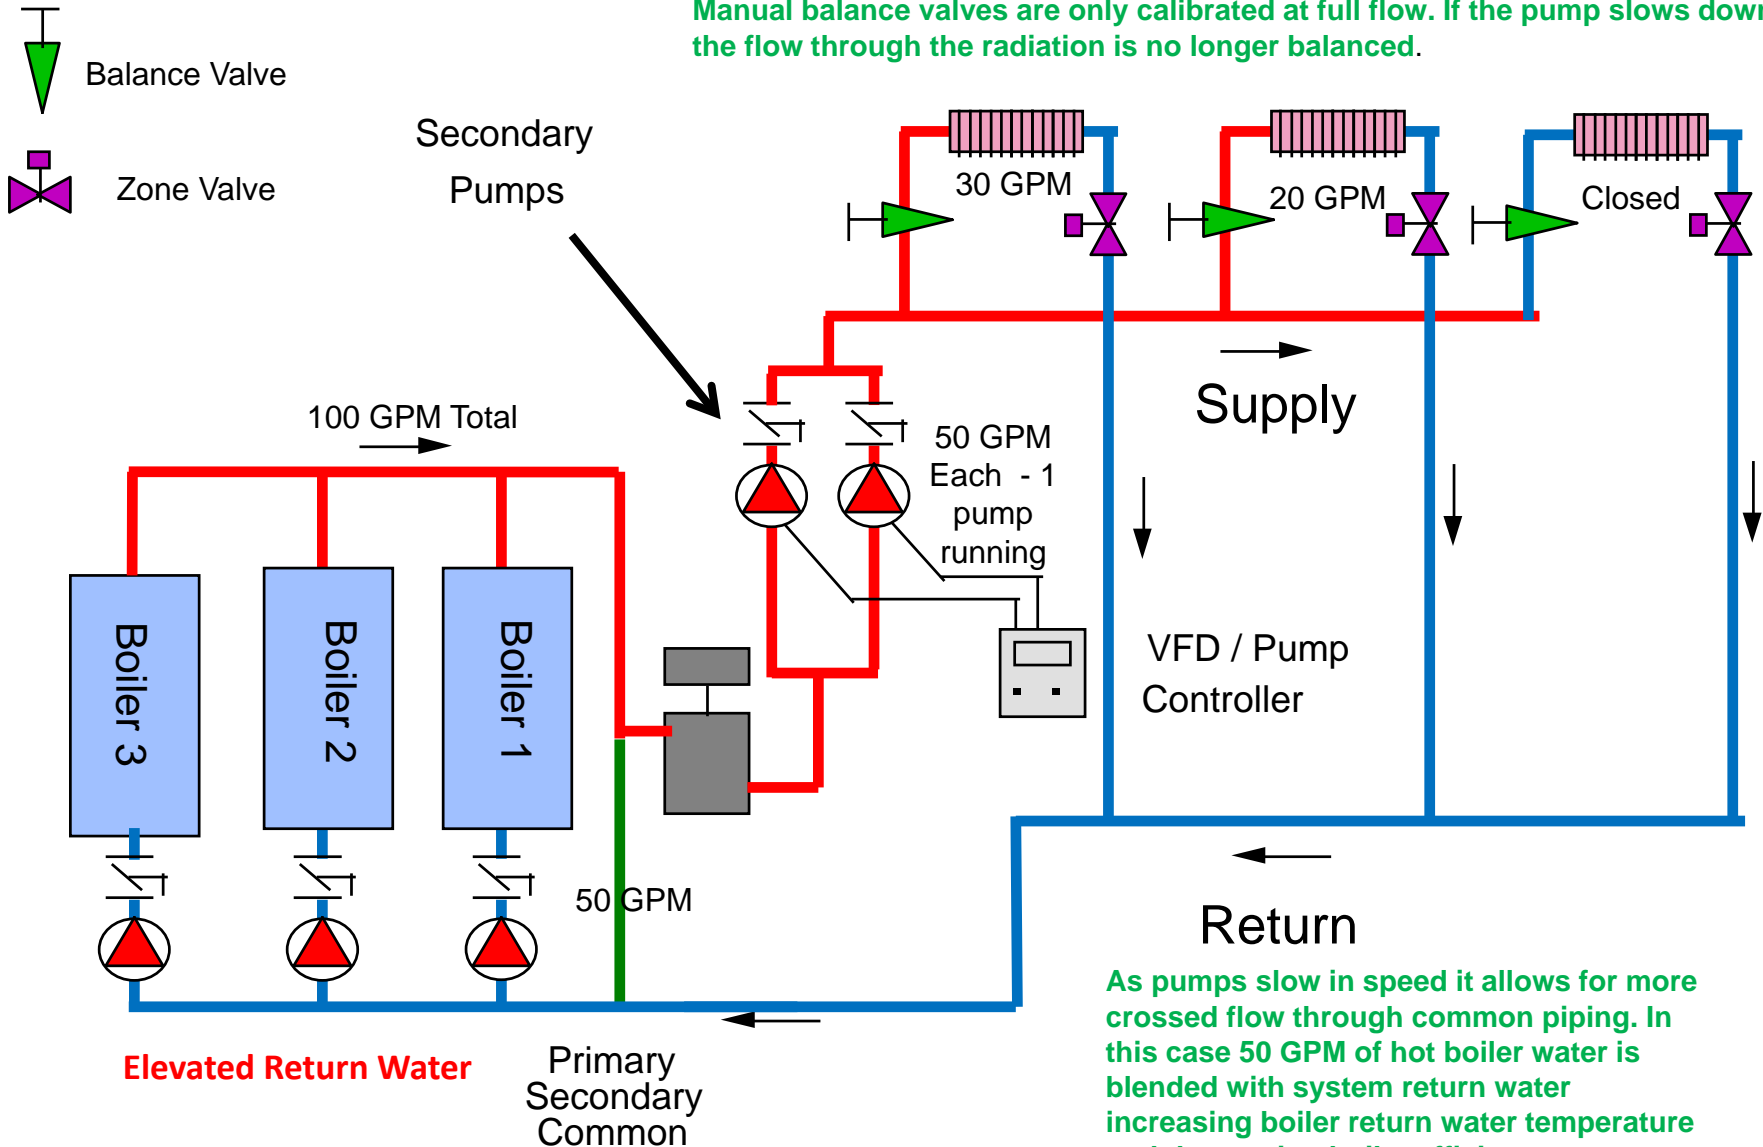 Manual balance valves are only calibrated at full flow. If the pump slows down
the flow through the radiation is no longer balanced.
Balance Valve
Zone Valve
Secondary
Pumps
30 GPM
20 GPM
Closed
Supply
100 GPM Total
50 GPM
Each - 1
pump
running
Boiler 3
Boiler 2
Boiler 1
VFD / Pump
Controller
50 GPM
Return
Elevated Return Water
Primary
Secondary
Common
As pumps slow in speed it allows for more
crossed flow through common piping. In
this case 50 GPM of hot boiler water is
blended with system return water
increasing boiler return water temperature